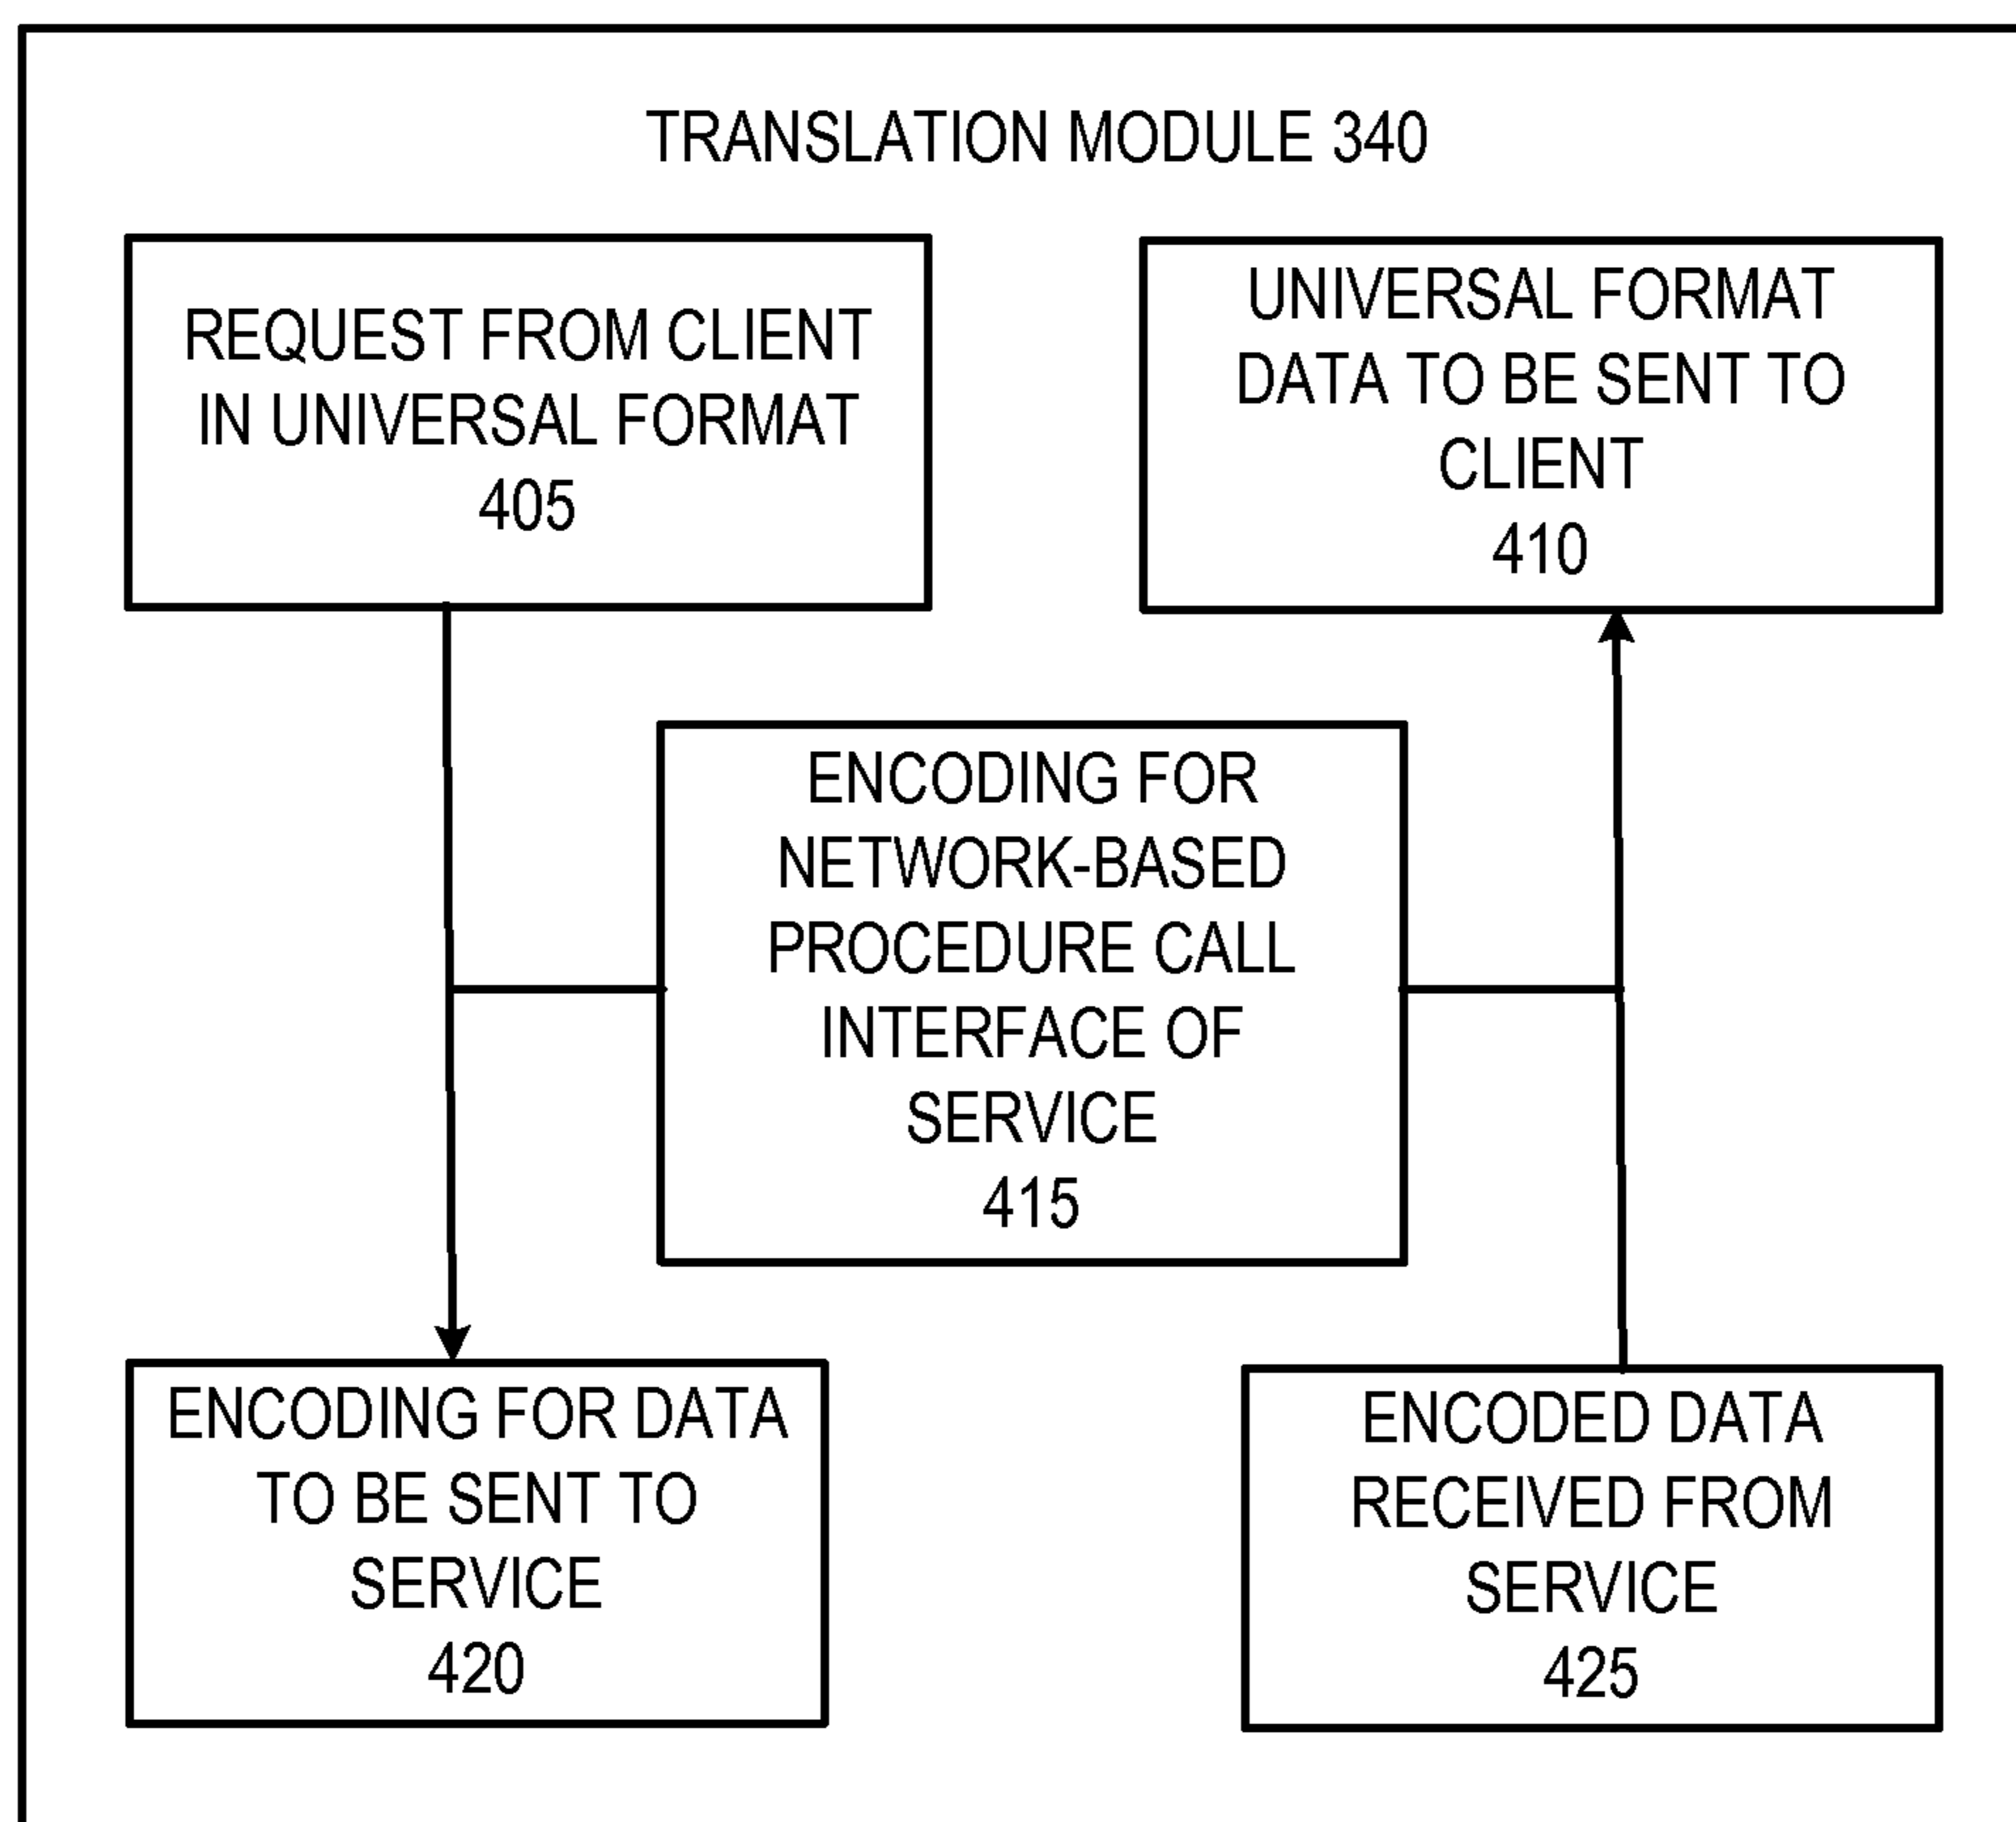 TRANSLATION MODULE 340
REQUEST FROM CLIENT
IN UNIVERSAL FORMAT
405
UNIVERSAL FORMAT
DATA TO BE SENT TO
CLIENT
410
ENCODING FOR
NETWORK-BASED
PROCEDURE CALL
INTERFACE OF
SERVICE
415
ENCODING FOR DATA
TO BE SENT TO
SERVICE
420
ENCODED DATA
RECEIVED FROM
SERVICE
425